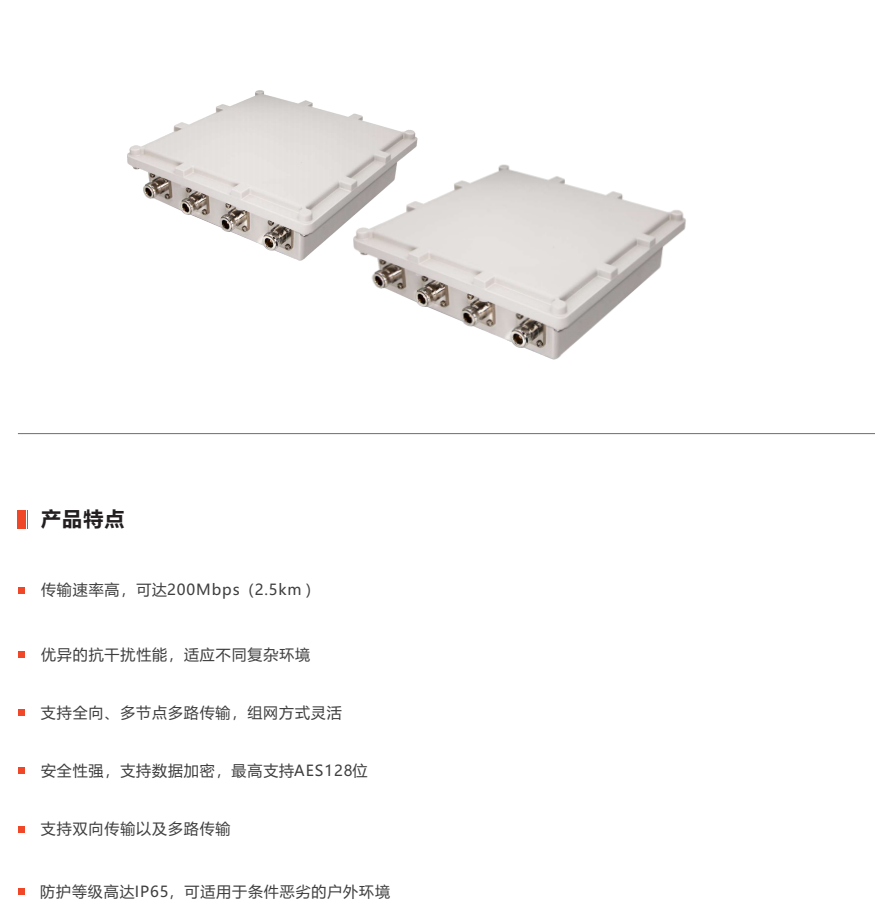 产品特点
传输速率高，可达200Mbps（2.5km）
优异的抗干扰性能，适应不同复杂环境
支持全向、多节点多路传输，组网方式灵活
安全性强，支持数据加密，最高支持AES128位
支持双向传输以及多路传输
防护等级高达IP65，可适用于条件恶劣的户外环境